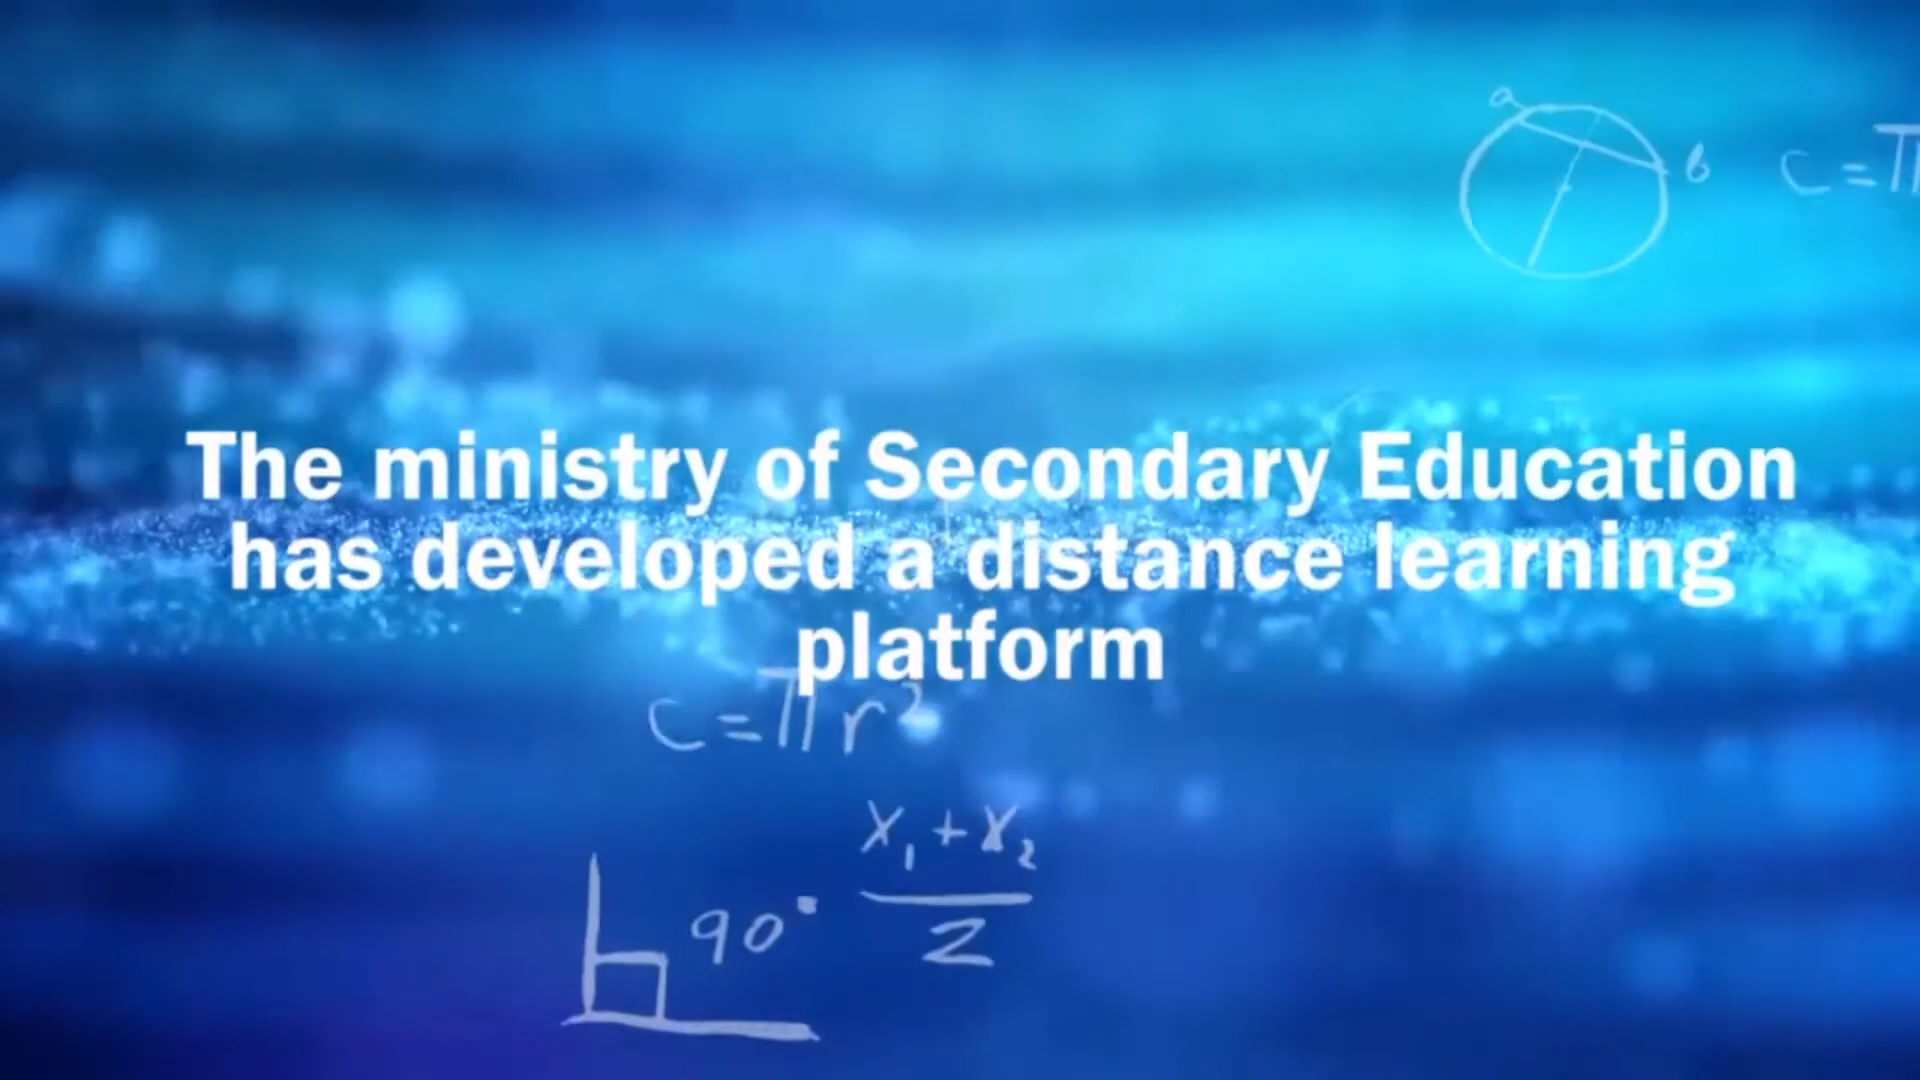 a
b
c=π
The ministry of Secondary Education
has developed a distance learning
platform
c=πr²
x₁+x₂
90°
2